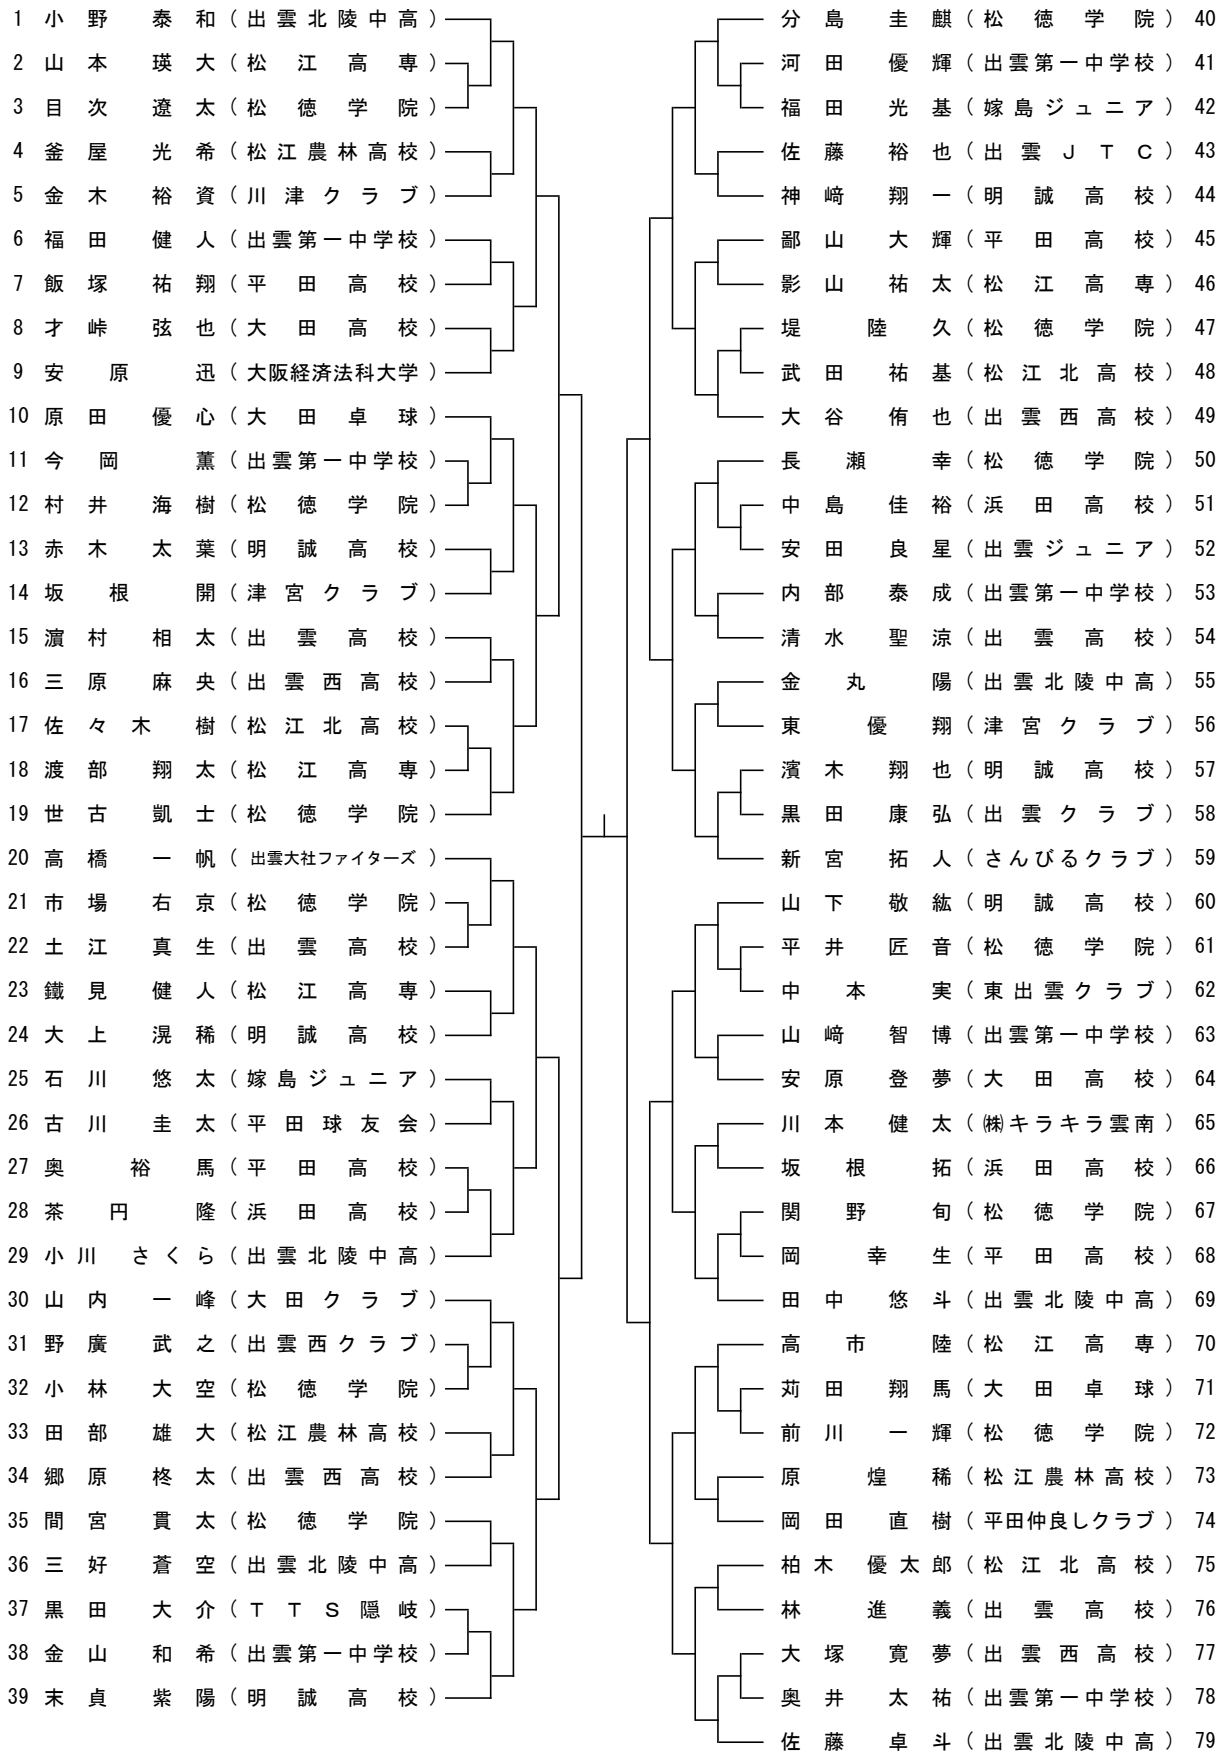 1 小野 泰和 (出雲北陵中高)
2 山本 瑛大 (松江高専)
3 目次 遼太 (松徳学院)
4 釜屋 光希 (松江農林高校)
5 金木 裕資 (川津クラブ)
6 福田 健人 (出雲第一中学校)
7 飯塚 祐翔 (平田高校)
8 才峠 弦也 (大田高校)
9 安原 迅 (大阪経済法科大学)
10 原田 優心 (大田卓球)
11 今岡 薫 (出雲第一中学校)
12 村井 海樹 (松徳学院)
13 赤木 太葉 (明誠高校)
14 坂根 開 (津宮クラブ)
15 濵村 相太 (出雲高校)
16 三原 麻央 (出雲西高校)
17 佐々木 樹 (松江北高校)
18 渡部 翔太 (松江高専)
19 世古 凱士 (松徳学院)
20 高橋 一帆 (出雲大社ファイターズ)
21 市場 右京 (松徳学院)
22 土江 真生 (出雲高校)
23 鐵見 健人 (松江高専)
24 大上 滉稀 (明誠高校)
25 石川 悠太 (嫁島ジュニア)
26 古川 圭太 (平田球友会)
27 奥 裕馬 (平田高校)
28 茶円 隆 (浜田高校)
29 小川 さくら (出雲北陵中高)
30 山内 一峰 (大田クラブ)
31 野廣 武之 (出雲西クラブ)
32 小林 大空 (松徳学院)
33 田部 雄大 (松江農林高校)
34 郷原 柊太 (出雲西高校)
35 間宮 貫太 (松徳学院)
36 三好 蒼空 (出雲北陵中高)
37 黒田 大介 (TTS隠岐)
38 金山 和希 (出雲第一中学校)
39 末貞 紫陽 (明誠高校)
分島 圭麒 (松徳学院) 40
河田 優輝 (出雲第一中学校) 41
福田 光基 (嫁島ジュニア) 42
佐藤 裕也 (出雲JTC) 43
神﨑 翔一 (明誠高校) 44
鄙山 大輝 (平田高校) 45
影山 祐太 (松江高専) 46
堤 陸久 (松徳学院) 47
武田 祐基 (松江北高校) 48
大谷 侑也 (出雲西高校) 49
長瀬 幸 (松徳学院) 50
中島 佳裕 (浜田高校) 51
安田 良星 (出雲ジュニア) 52
内部 泰成 (出雲第一中学校) 53
清水 聖涼 (出雲高校) 54
金丸 陽 (出雲北陵中高) 55
東 優翔 (津宮クラブ) 56
濱木 翔也 (明誠高校) 57
黒田 康弘 (出雲クラブ) 58
新宮 拓人 (さんびるクラブ) 59
山下 敬紘 (明誠高校) 60
平井 匠音 (松徳学院) 61
中本 実 (東出雲クラブ) 62
山﨑 智博 (出雲第一中学校) 63
安原 登夢 (大田高校) 64
川本 健太 (㈱キラキラ雲南) 65
坂根 拓 (浜田高校) 66
関野 旬 (松徳学院) 67
岡 幸生 (平田高校) 68
田中 悠斗 (出雲北陵中高) 69
高市 陸 (松江高専) 70
苅田 翔馬 (大田卓球) 71
前川 一輝 (松徳学院) 72
原 煌稀 (松江農林高校) 73
岡田 直樹 (平田仲良しクラブ) 74
柏木 優太郎 (松江北高校) 75
林 進義 (出雲高校) 76
大塚 寛夢 (出雲西高校) 77
奥井 太祐 (出雲第一中学校) 78
佐藤 卓斗 (出雲北陵中高) 79